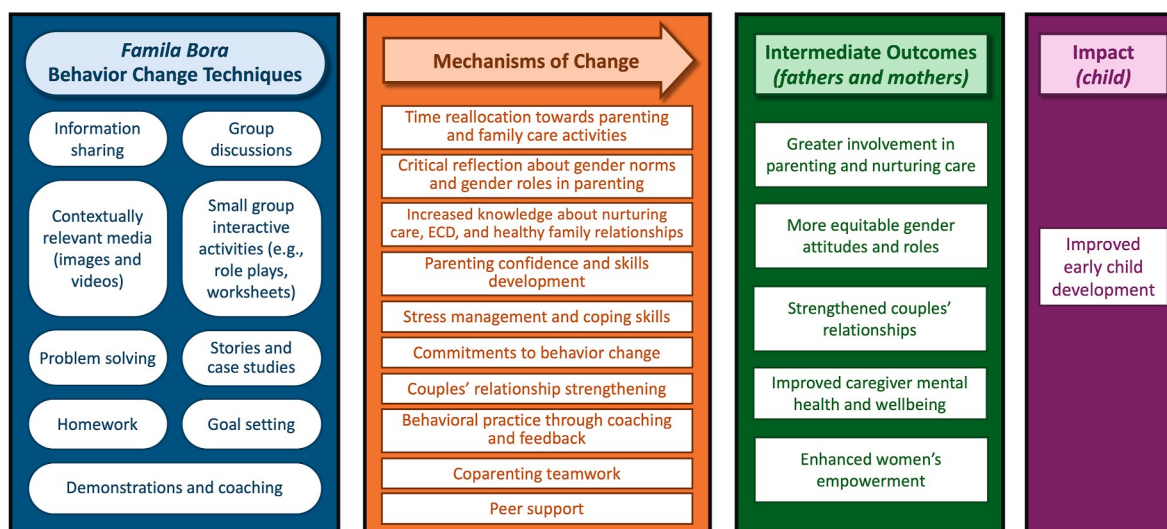 Famila Bora
Behavior Change Techniques
Information
sharing
Group
discussions
Contextually
relevant media
(images and
videos)
Small group
interactive
activities (e.g.,
role plays,
worksheets)
Problem solving
Stories and
case studies
Homework
Goal setting
Demonstrations and coaching
Mechanisms of Change
Time reallocation towards parenting
and family care activities
Critical reflection about gender norms
and gender roles in parenting
Increased knowledge about nurturing
care, ECD, and healthy family relationships
Parenting confidence and skills
development
Stress management and coping skills
Commitments to behavior change
Couples’ relationship strengthening
Behavioral practice through coaching
and feedback
Coparenting teamwork
Peer support
Intermediate Outcomes
(fathers and mothers)
Greater involvement in
parenting and nurturing care
More equitable gender
attitudes and roles
Strengthened couples’
relationships
Improved caregiver mental
health and wellbeing
Enhanced women’s
empowerment
Impact
(child)
Improved
early child
development